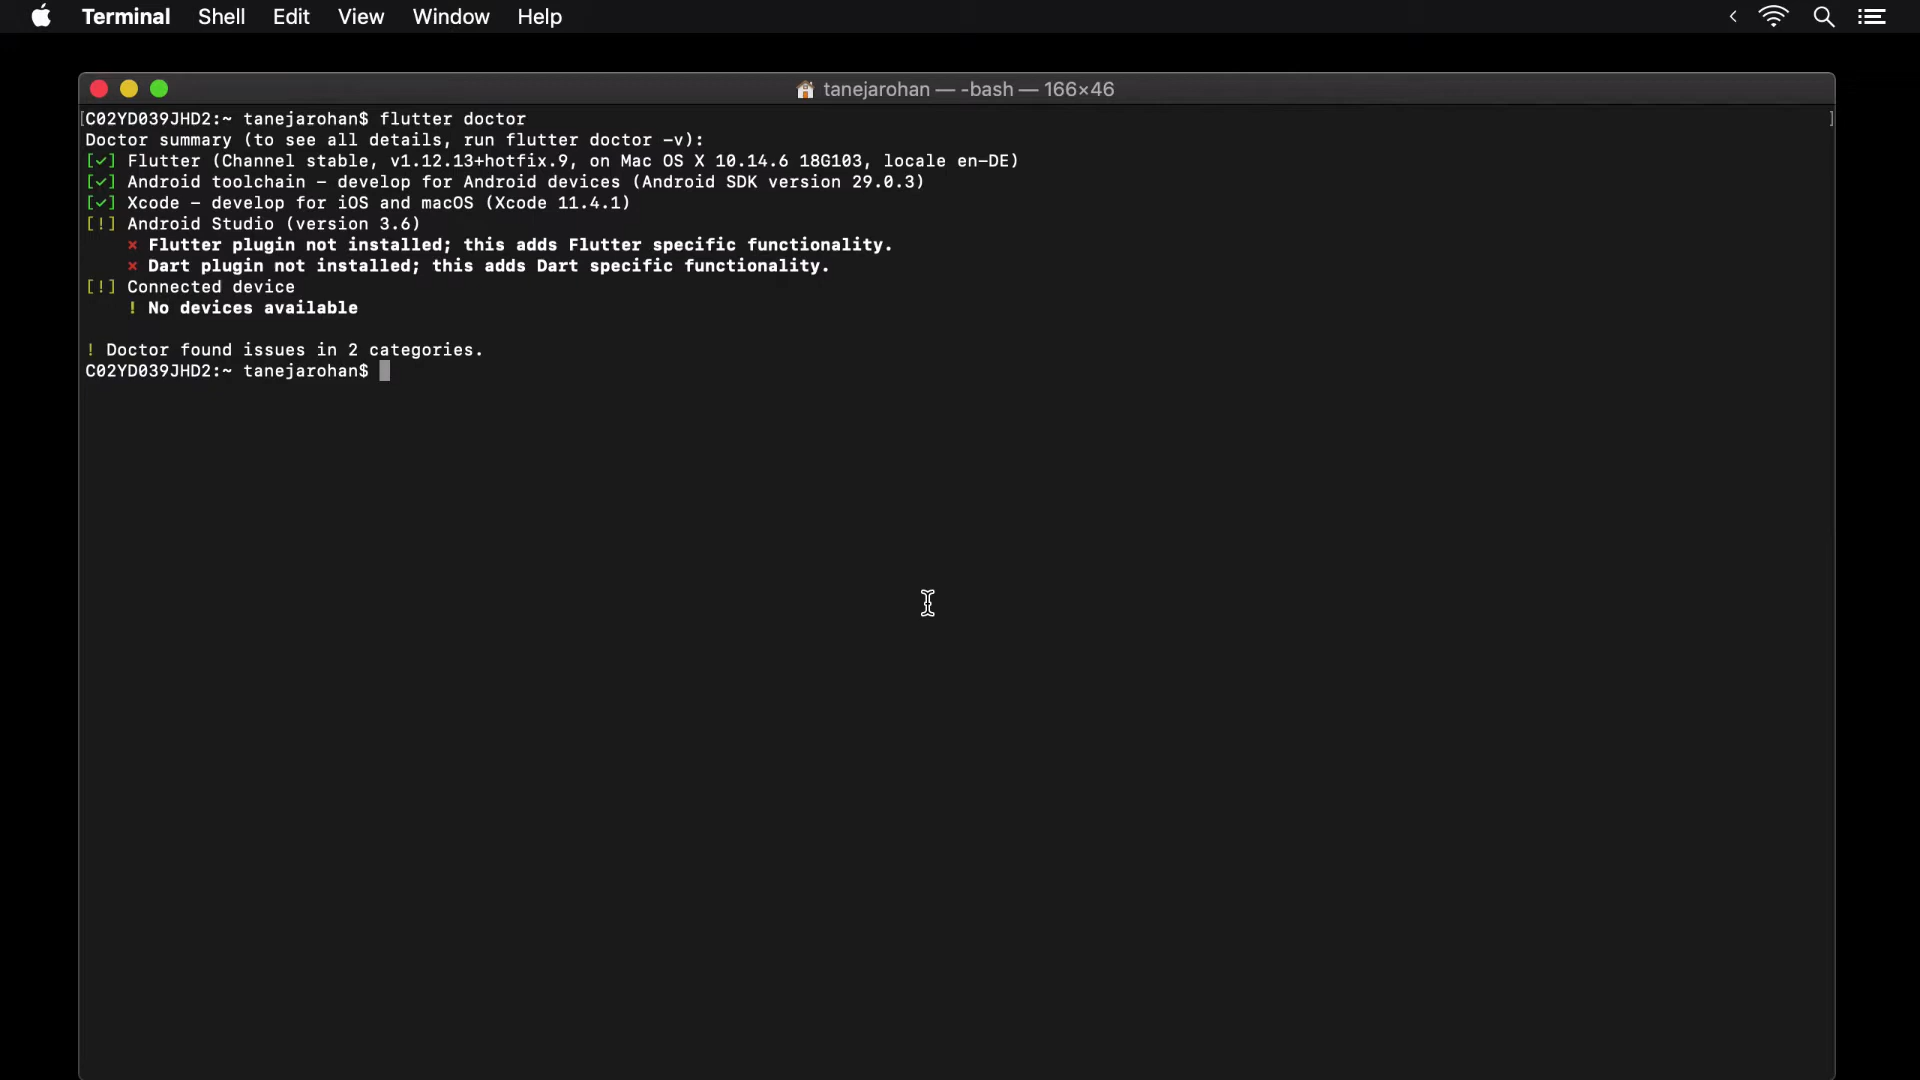 Terminal Shell Edit View Window Help
tanejarohan — -bash — 166×46
[C02YD039JHD2:~ tanejarohan$ flutter doctor ]
Doctor summary (to see all details, run flutter doctor -v):
[✓] Flutter (Channel stable, v1.12.13+hotfix.9, on Mac OS X 10.14.6 18G103, locale en-DE)
[✓] Android toolchain - develop for Android devices (Android SDK version 29.0.3)
[✓] Xcode - develop for iOS and macOS (Xcode 11.4.1)
[!] Android Studio (version 3.6)
✗ Flutter plugin not installed; this adds Flutter specific functionality.
✗ Dart plugin not installed; this adds Dart specific functionality.
[!] Connected device
! No devices available
! Doctor found issues in 2 categories.
C02YD039JHD2:~ tanejarohan$